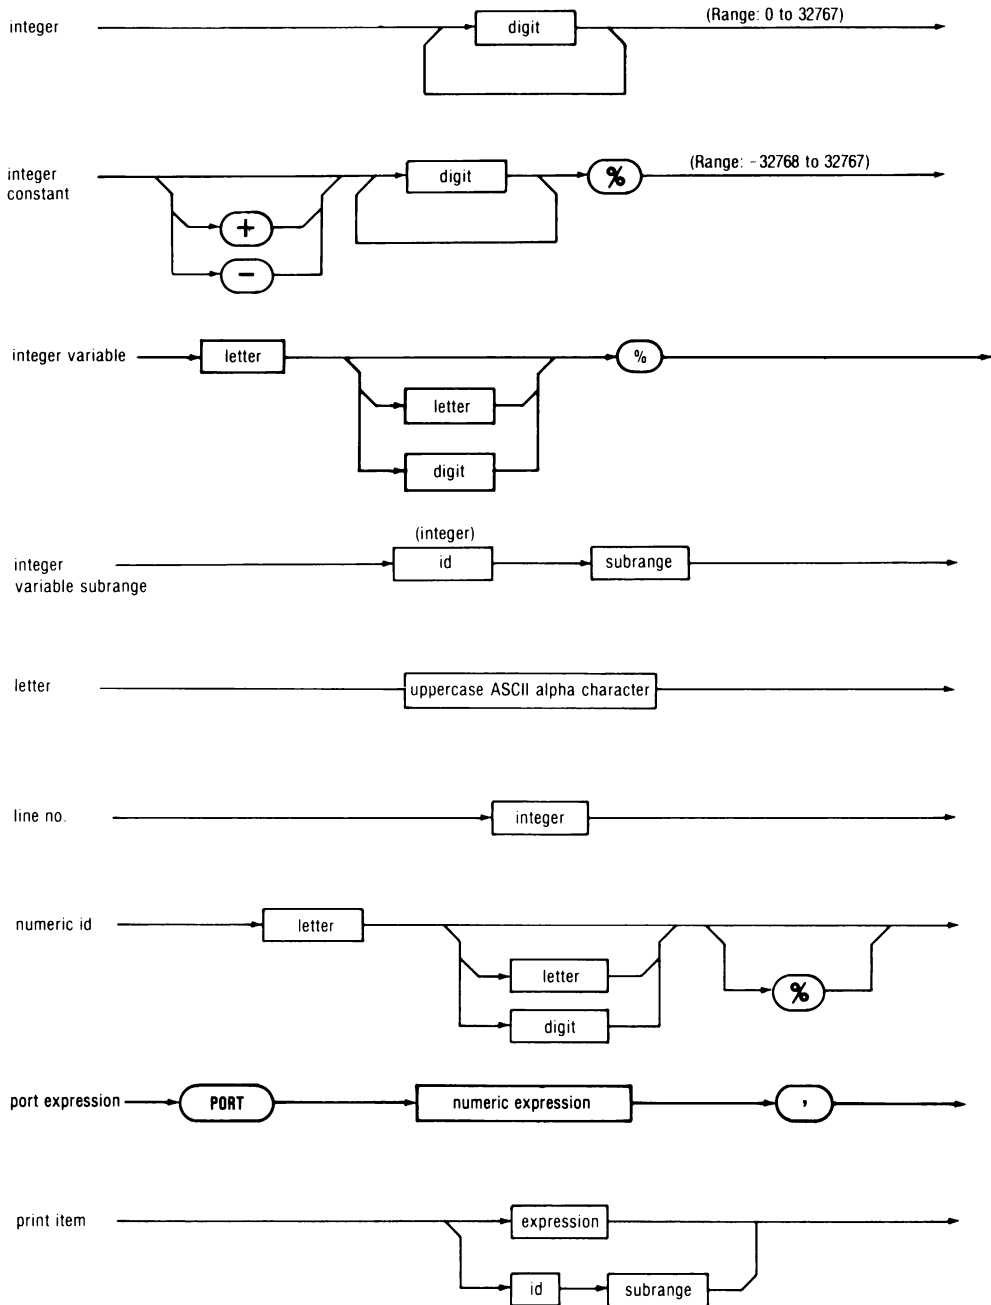 integer
digit
(Range: 0 to 32767)
integer
constant
+
-
digit
%
(Range: -32768 to 32767)
integer variable
letter
letter
digit
%
integer
variable subrange
(integer)
id
subrange
letter
uppercase ASCII alpha character
line no.
integer
numeric id
letter
letter
digit
%
port expression
PORT
numeric expression
,
print item
expression
id
subrange